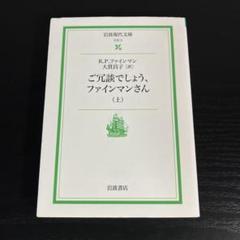 岩波現代文庫
R.P.ファインマン
大貫昌子[訳]
ご冗談でしょう、
ファインマンさん
(上)
岩波書店